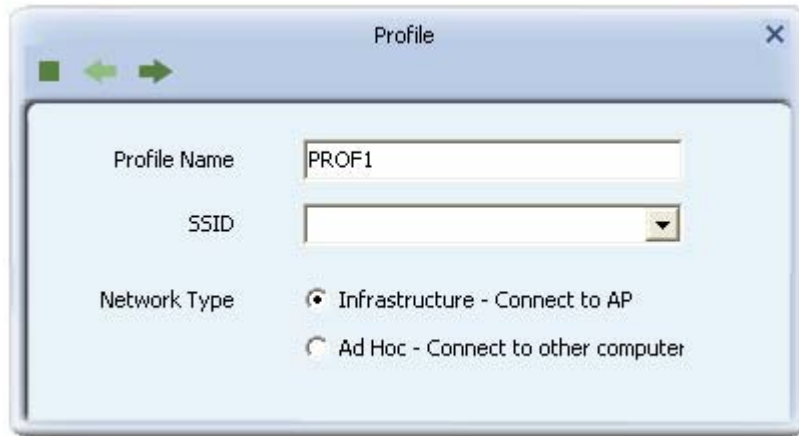 Profile
Profile Name PROF1
SSID
Network Type Infrastructure - Connect to AP
Ad Hoc - Connect to other computer